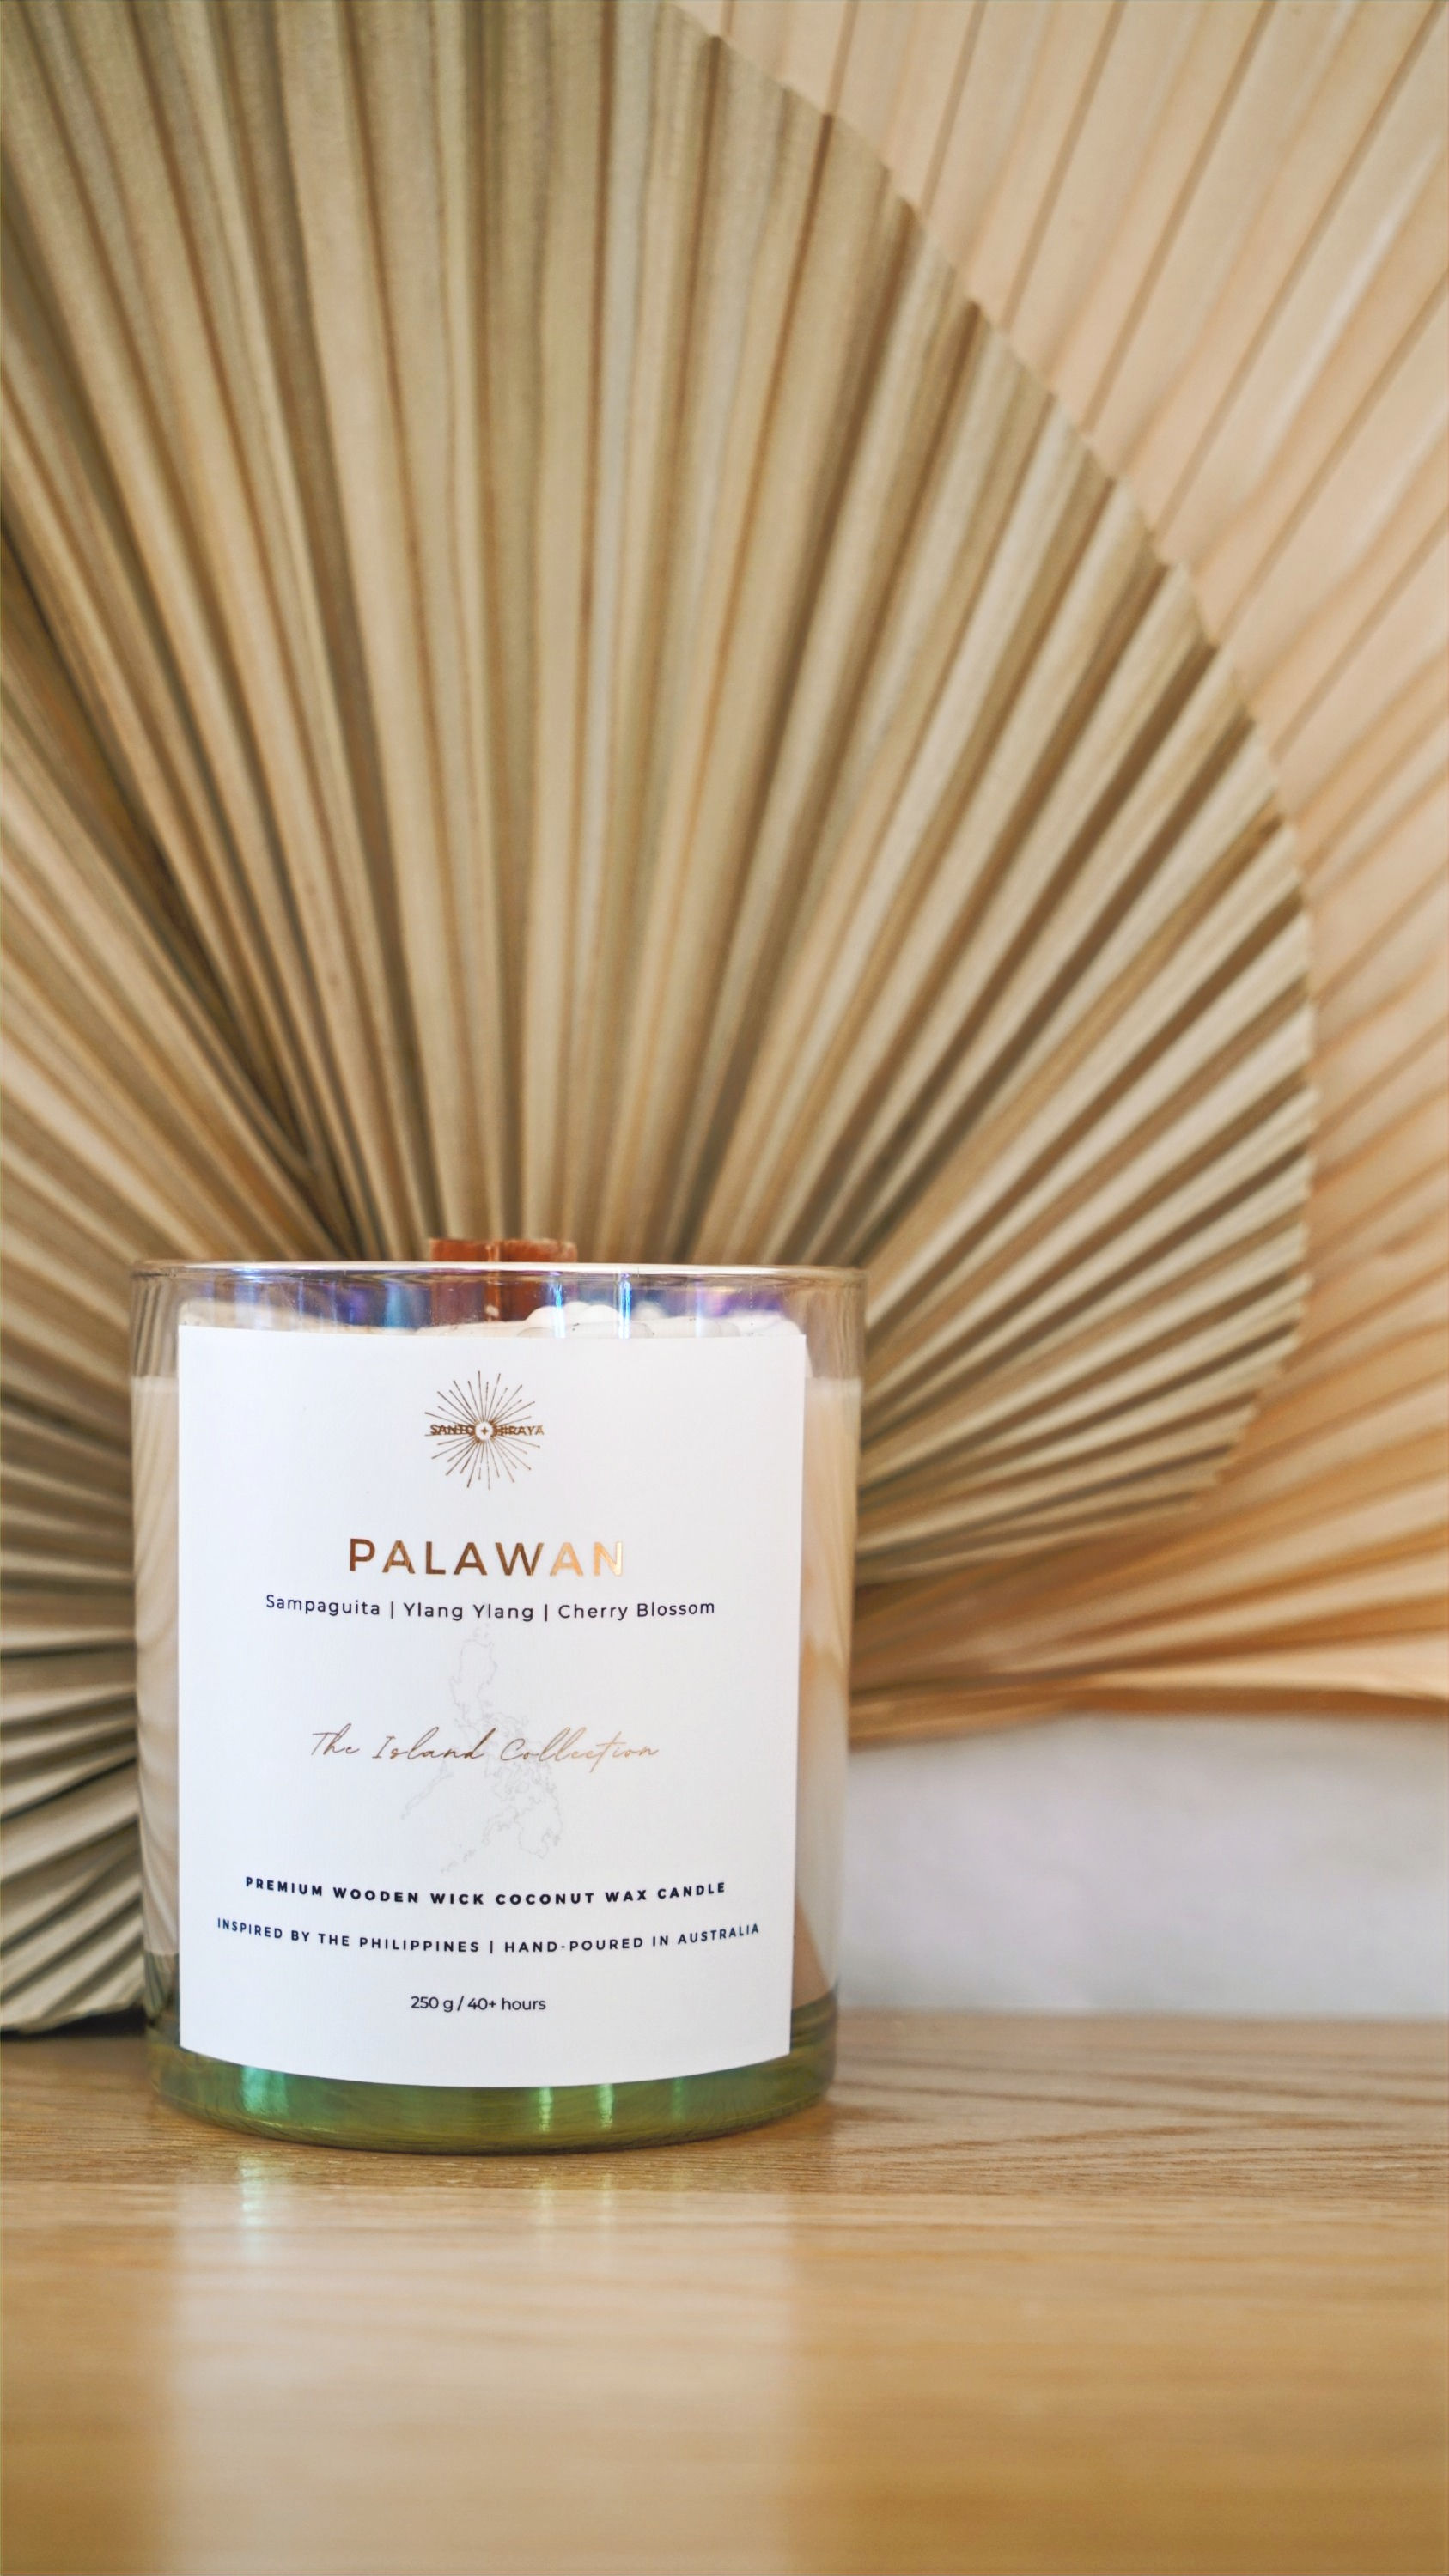 SANTO HIRAYA
PALAWAN
Sampaguita | Ylang Ylang | Cherry Blossom
The Island Collection
PREMIUM WOODEN WICK COCONUT WAX CANDLE
INSPIRED BY THE PHILIPPINES | HAND-POURED IN AUSTRALIA
250 g / 40+ hours